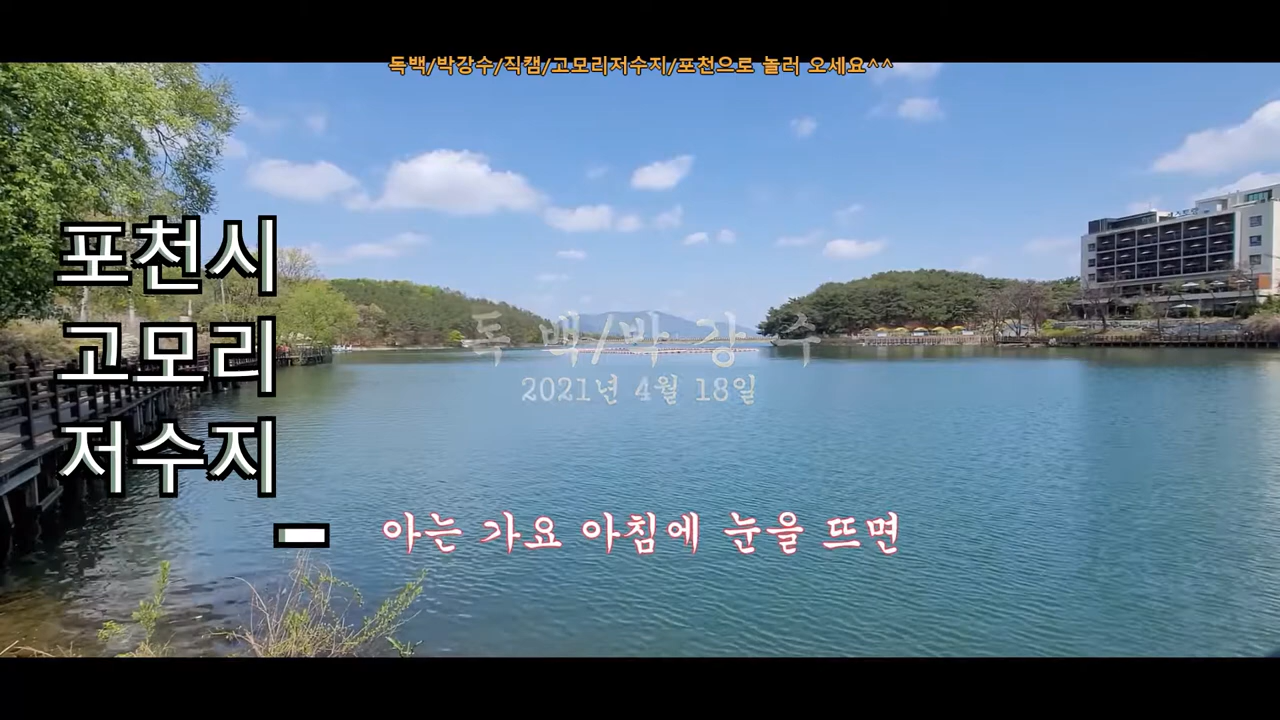 독백/박강수/직캠/고모리저수지/포천으로 놀러 오세요^^
포천시
고모리
저수지
독 백/박 강 수
2021년 4월 18일
아는 가요 아침에 눈을 뜨면